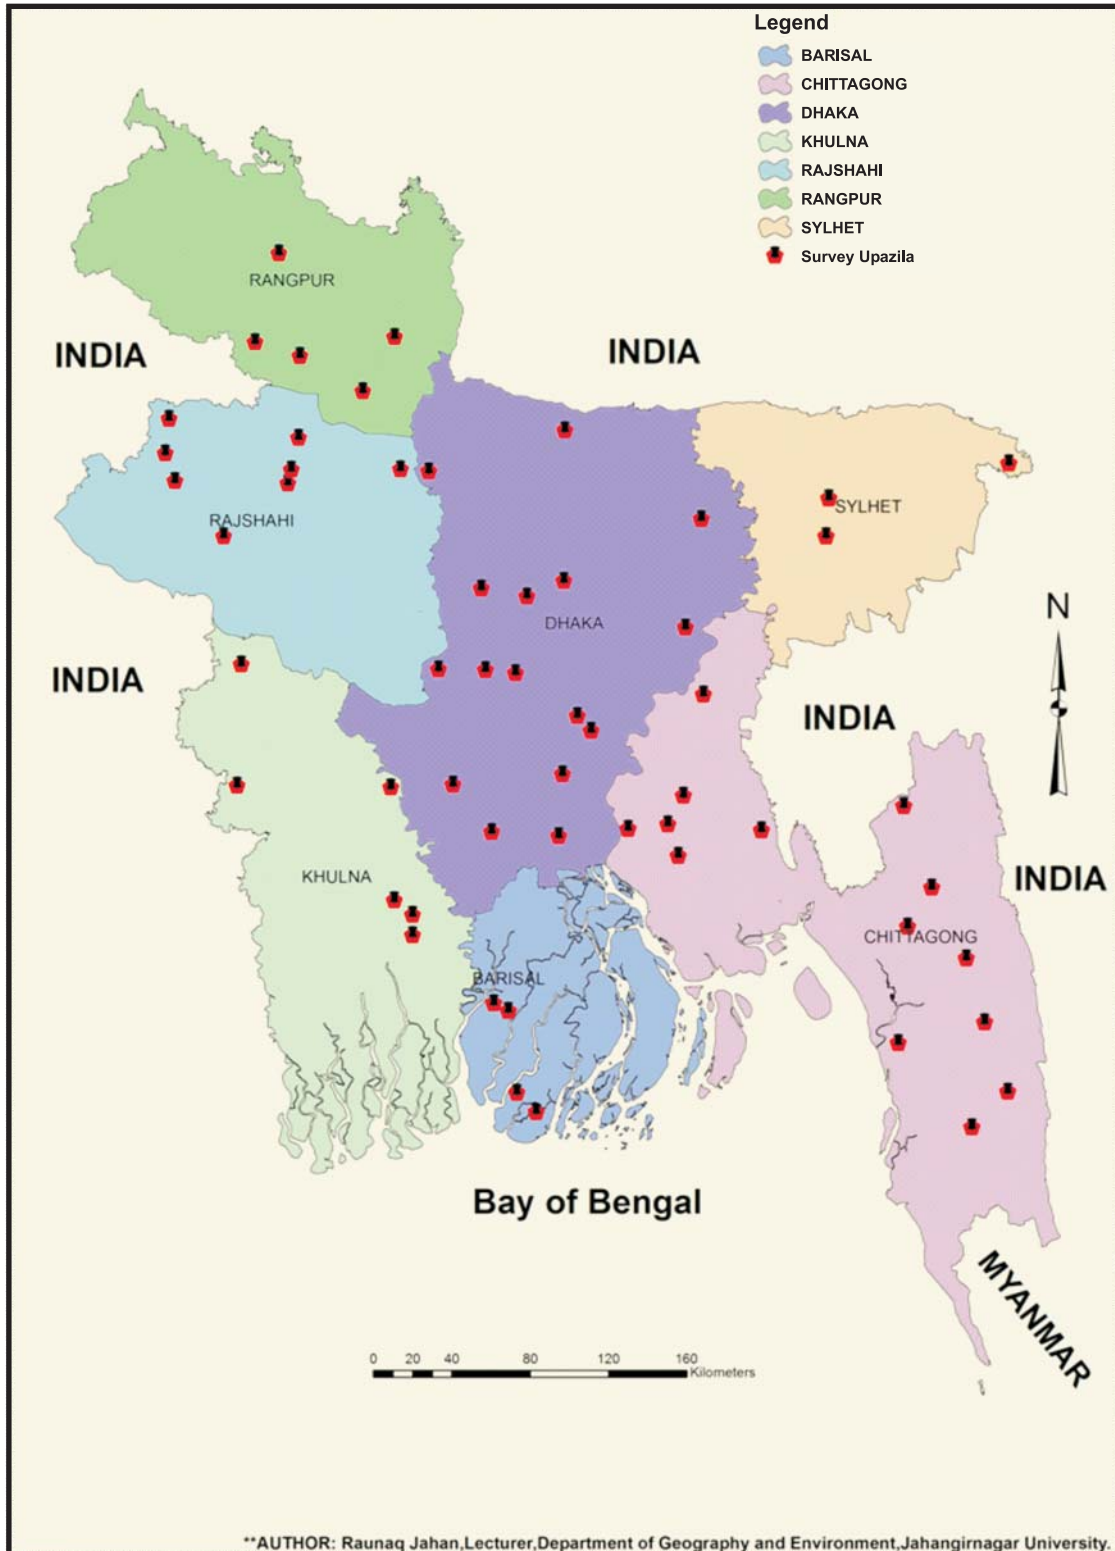 Legend
BARISAL
CHITTAGONG
DHAKA
KHULNA
RAJSHAHI
RANGPUR
SYLHET
Survey Upazila
RANGPUR
INDIA
INDIA
SYLHET
RAJSHAHI
N
DHAKA
INDIA
INDIA
KHULNA
INDIA
CHITTAGONG
BARISAL
Bay of Bengal
MYANMAR
0 20 40 80 120 160
Kilometers
**AUTHOR: Raunaq Jahan,Lecturer,Department of Geography and Environment,Jahangirnagar University.